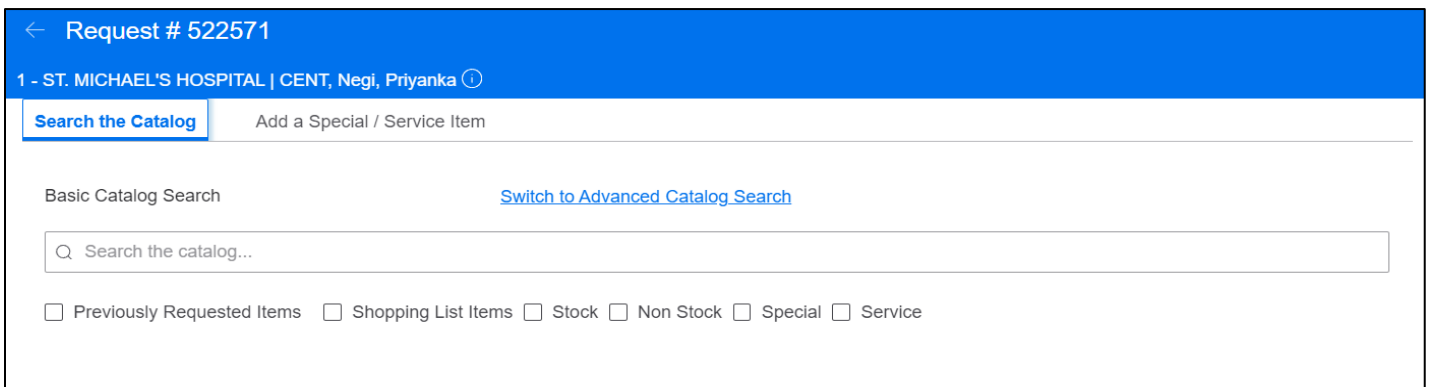 Request # 522571
1 - ST. MICHAEL'S HOSPITAL | CENT, Negi, Priyanka
Search the Catalog Add a Special / Service Item
Basic Catalog Search Switch to Advanced Catalog Search
Search the catalog...
Previously Requested Items Shopping List Items Stock Non Stock Special Service